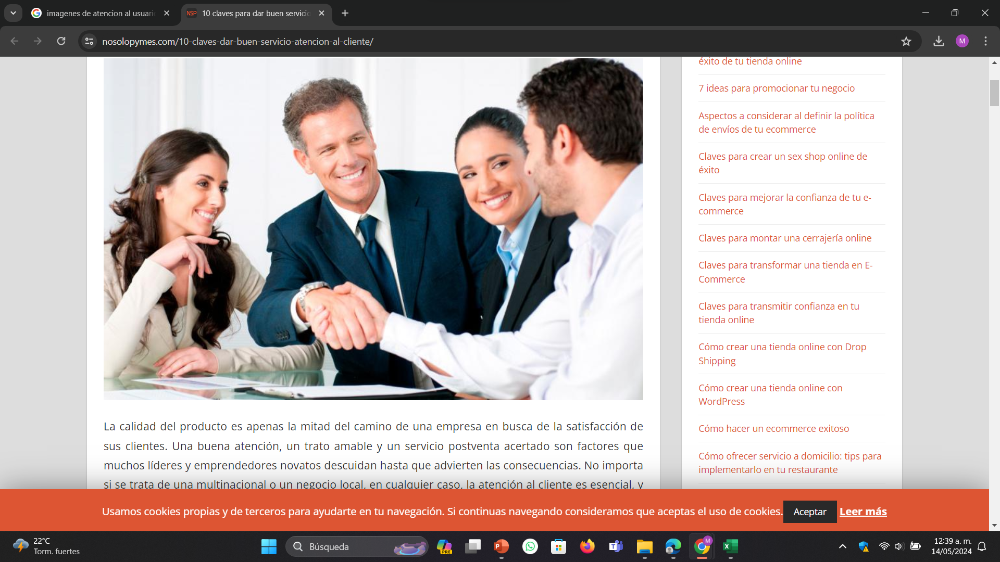 imagenes de atencion al usuari
NSP 10 claves para dar buen servicio
nosolopymes.com/10-claves-dar-buen-servicio-atencion-al-cliente/
M
La calidad del producto es apenas la mitad del camino de una empresa en busca de la satisfacción de
sus clientes. Una buena atención, un trato amable y un servicio postventa acertado son factores que
muchos líderes y emprendedores novatos descuidan hasta que advierten las consecuencias. No importa
si se trata de una multinacional o un negocio local, en cualquier caso, la atención al cliente es esencial, y
éxito de tu tienda online
7 ideas para promocionar tu negocio
Aspectos a considerar al definir la política
de envíos de tu ecommerce
Claves para crear un sex shop online de
éxito
Claves para mejorar la confianza de tu e-
commerce
Claves para montar una cerrajería online
Claves para transformar una tienda en E-
Commerce
Claves para transmitir confianza en tu
tienda online
Cómo crear una tienda online con Drop
Shipping
Cómo crear una tienda online con
WordPress
Cómo hacer un ecommerce exitoso
Cómo ofrecer servicio a domicilio: tips para
implementarlo en tu restaurante
Usamos cookies propias y de terceros para ayudarte en tu navegación. Si continuas navegando consideramos que aceptas el uso de cookies. Aceptar Leer más
22°C
Torm. fuertes
Búsqueda
PRE
M
12:39 a. m.
14/05/2024